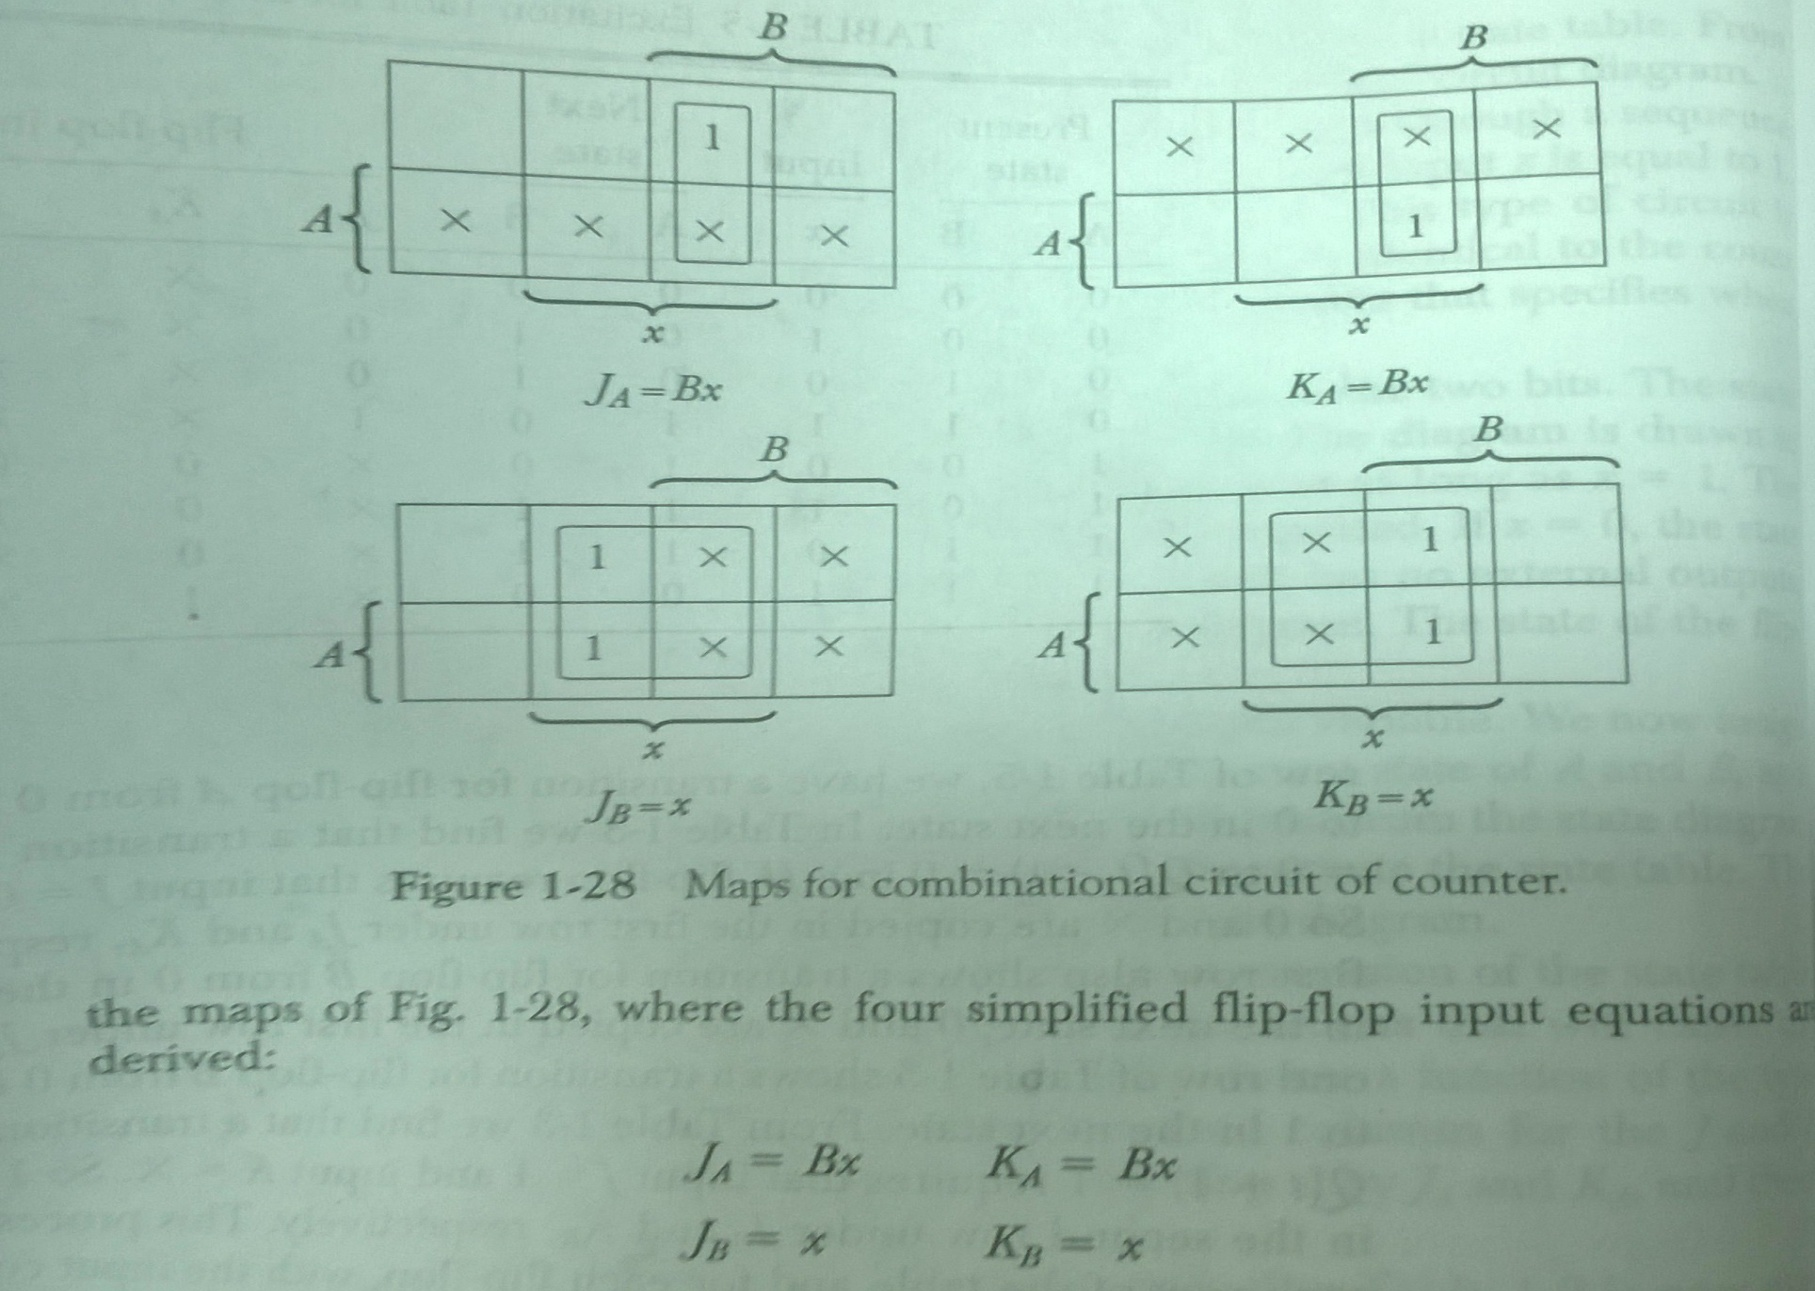 B
B
1
× × × ×
A
× × × ×
A
1
x
x
J_A = Bx
K_A = Bx
B
B
1 × ×
× × 1
A
1 × ×
A
× × 1
x
x
J_B = x
K_B = x
Figure 1-28 Maps for combinational circuit of counter.
the maps of Fig. 1-28, where the four simplified flip-flop input equations
derived:
J_A = Bx K_A = Bx
J_B = x K_B = x